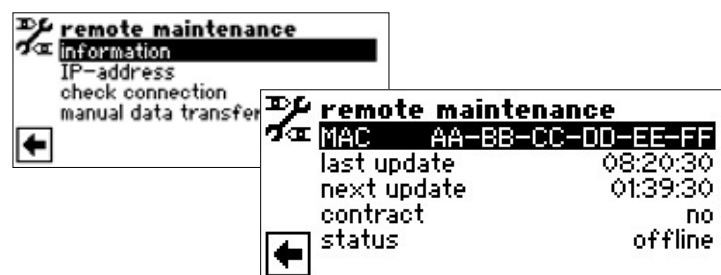 remote maintenance
information
IP-address
check connection
manual data transfer
remote maintenance
MAC AA-BB-CC-DD-EE-FF
last update 08:20:30
next update 01:39:30
contract no
status offline